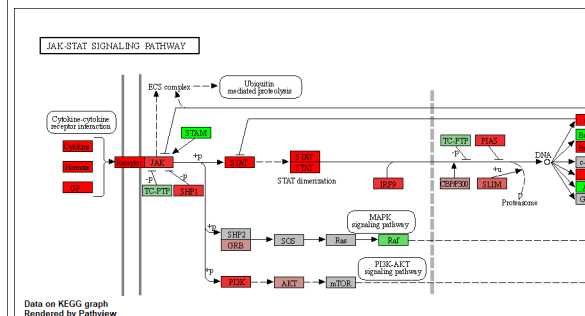 JAK-STAT SIGNALING PATHWAY
ECS complex
Ubiquitin
mediated proteolysis
Cytokine-cytokine
receptor interaction
STAM
Cytokine
Hormone
GF
Receptor
JAK
+p
STAT
STAT
STAT
STAT dimerization
-p
-p
TC-PTP
SHP1
IRF9
TC-PTP
PIAS
-p
+u
CBP/P300
SLIM
Proteasome
DNA
+p
SHP2
GRB
SOS
Ras
Raf
MAPK
signaling pathway
PI3K-AKT
signaling pathway
+p
PI3K
AKT
mTOR
Data on KEGG graph
Rendered by Pathview